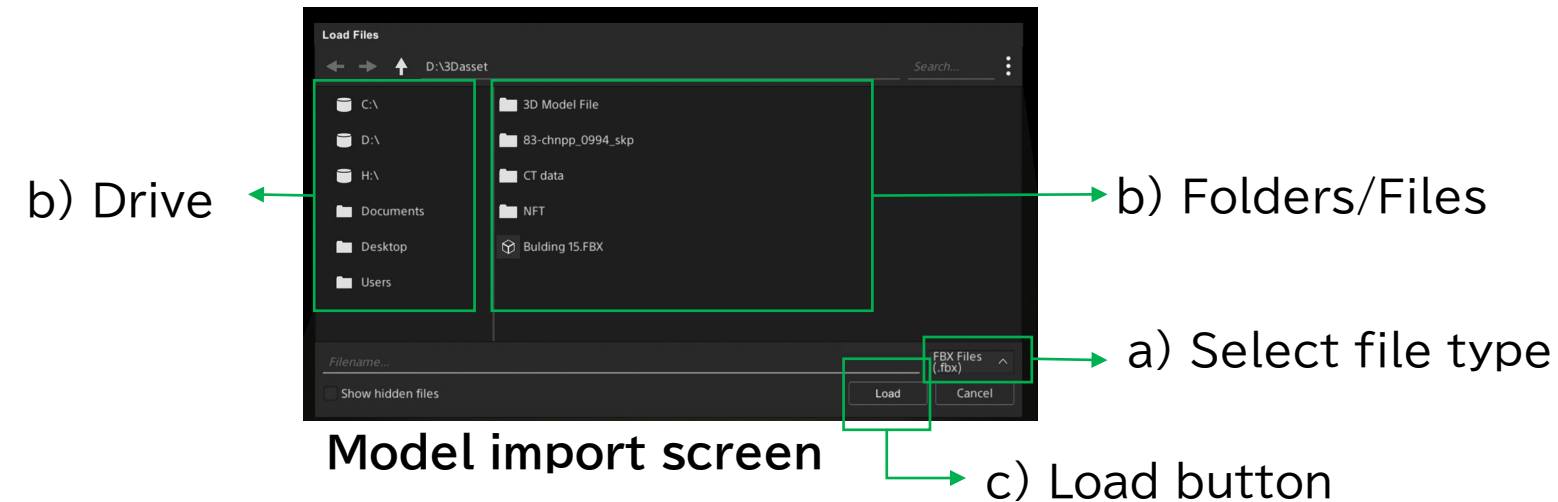 Load Files
D:\3Dasset
Search...
C:\
D:\
H:\
Documents
Desktop
Users
3D Model File
83-chnpp_0994_skp
CT data
NFT
Bulding 15.FBX
Filename...
FBX Files
(.fbx)
Show hidden files
Load
Cancel
b) Drive
b) Folders/Files
a) Select file type
Model import screen
c) Load button